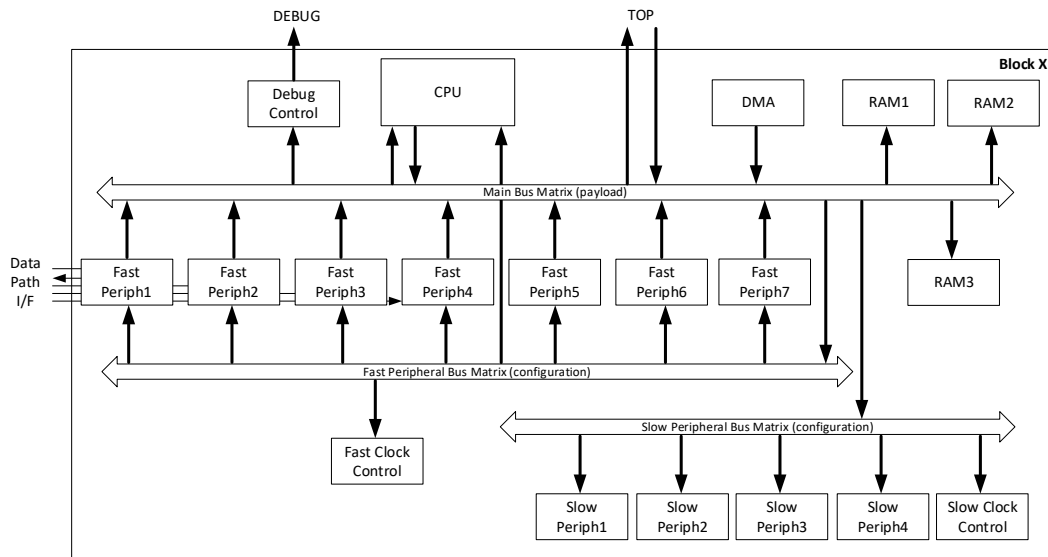 DEBUG
TOP
Block X
Debug
Control
CPU
DMA
RAM1
RAM2
Main Bus Matrix (payload)
Data
Path
I/F
Fast
Periph1
Fast
Periph2
Fast
Periph3
Fast
Periph4
Fast
Periph5
Fast
Periph6
Fast
Periph7
RAM3
Fast Peripheral Bus Matrix (configuration)
Slow Peripheral Bus Matrix (configuration)
Fast Clock
Control
Slow
Periph1
Slow
Periph2
Slow
Periph3
Slow
Periph4
Slow Clock
Control